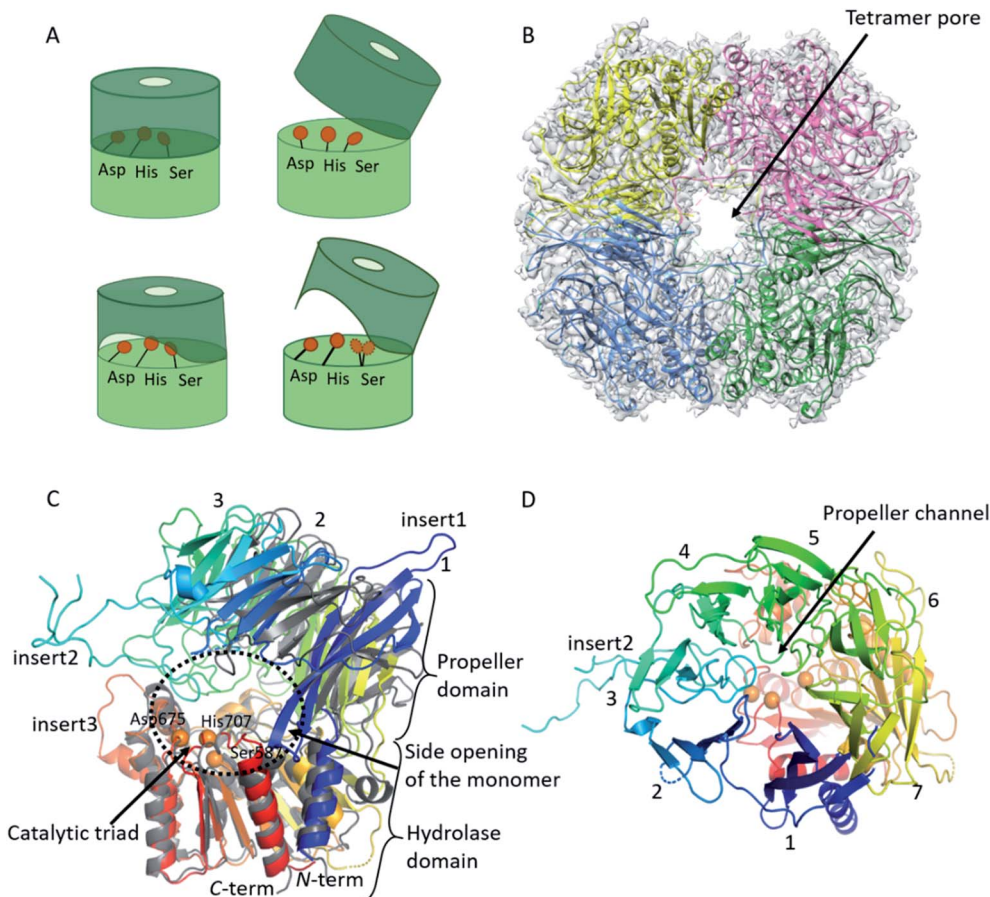 A
Asp His Ser
Asp His Ser
Asp His Ser
Asp His Ser
B
Tetramer pore
C
3
2
insert1
1
insert2
insert3
Asp675
His707
Ser587
Propeller
domain
Side opening
of the monomer
Catalytic triad
Hydrolase
domain
C-term
N-term
D
Propeller channel
4
5
6
insert2
3
2
1
7